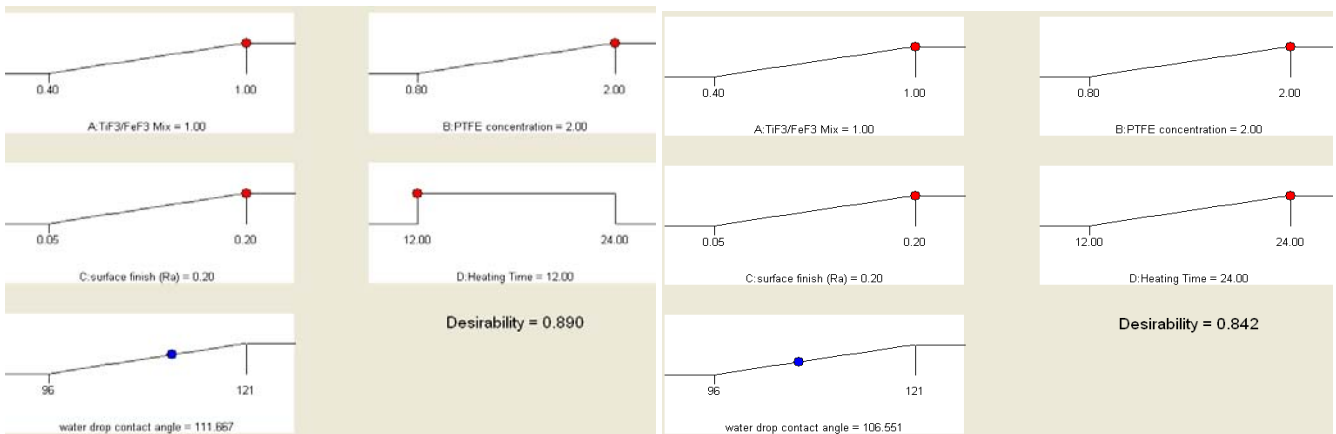 0.40 1.00
A:TiF3/FeF3 Mix = 1.00
0.80 2.00
B:PTFE concentration = 2.00
0.05 0.20
C:surface finish (Ra) = 0.20
12.00 24.00
D:Heating Time = 12.00
96 121
water drop contact angle = 111.667
Desirability = 0.890
0.40 1.00
A:TiF3/FeF3 Mix = 1.00
0.80 2.00
B:PTFE concentration = 2.00
0.05 0.20
C:surface finish (Ra) = 0.20
12.00 24.00
D:Heating Time = 24.00
96 121
water drop contact angle = 106.551
Desirability = 0.842